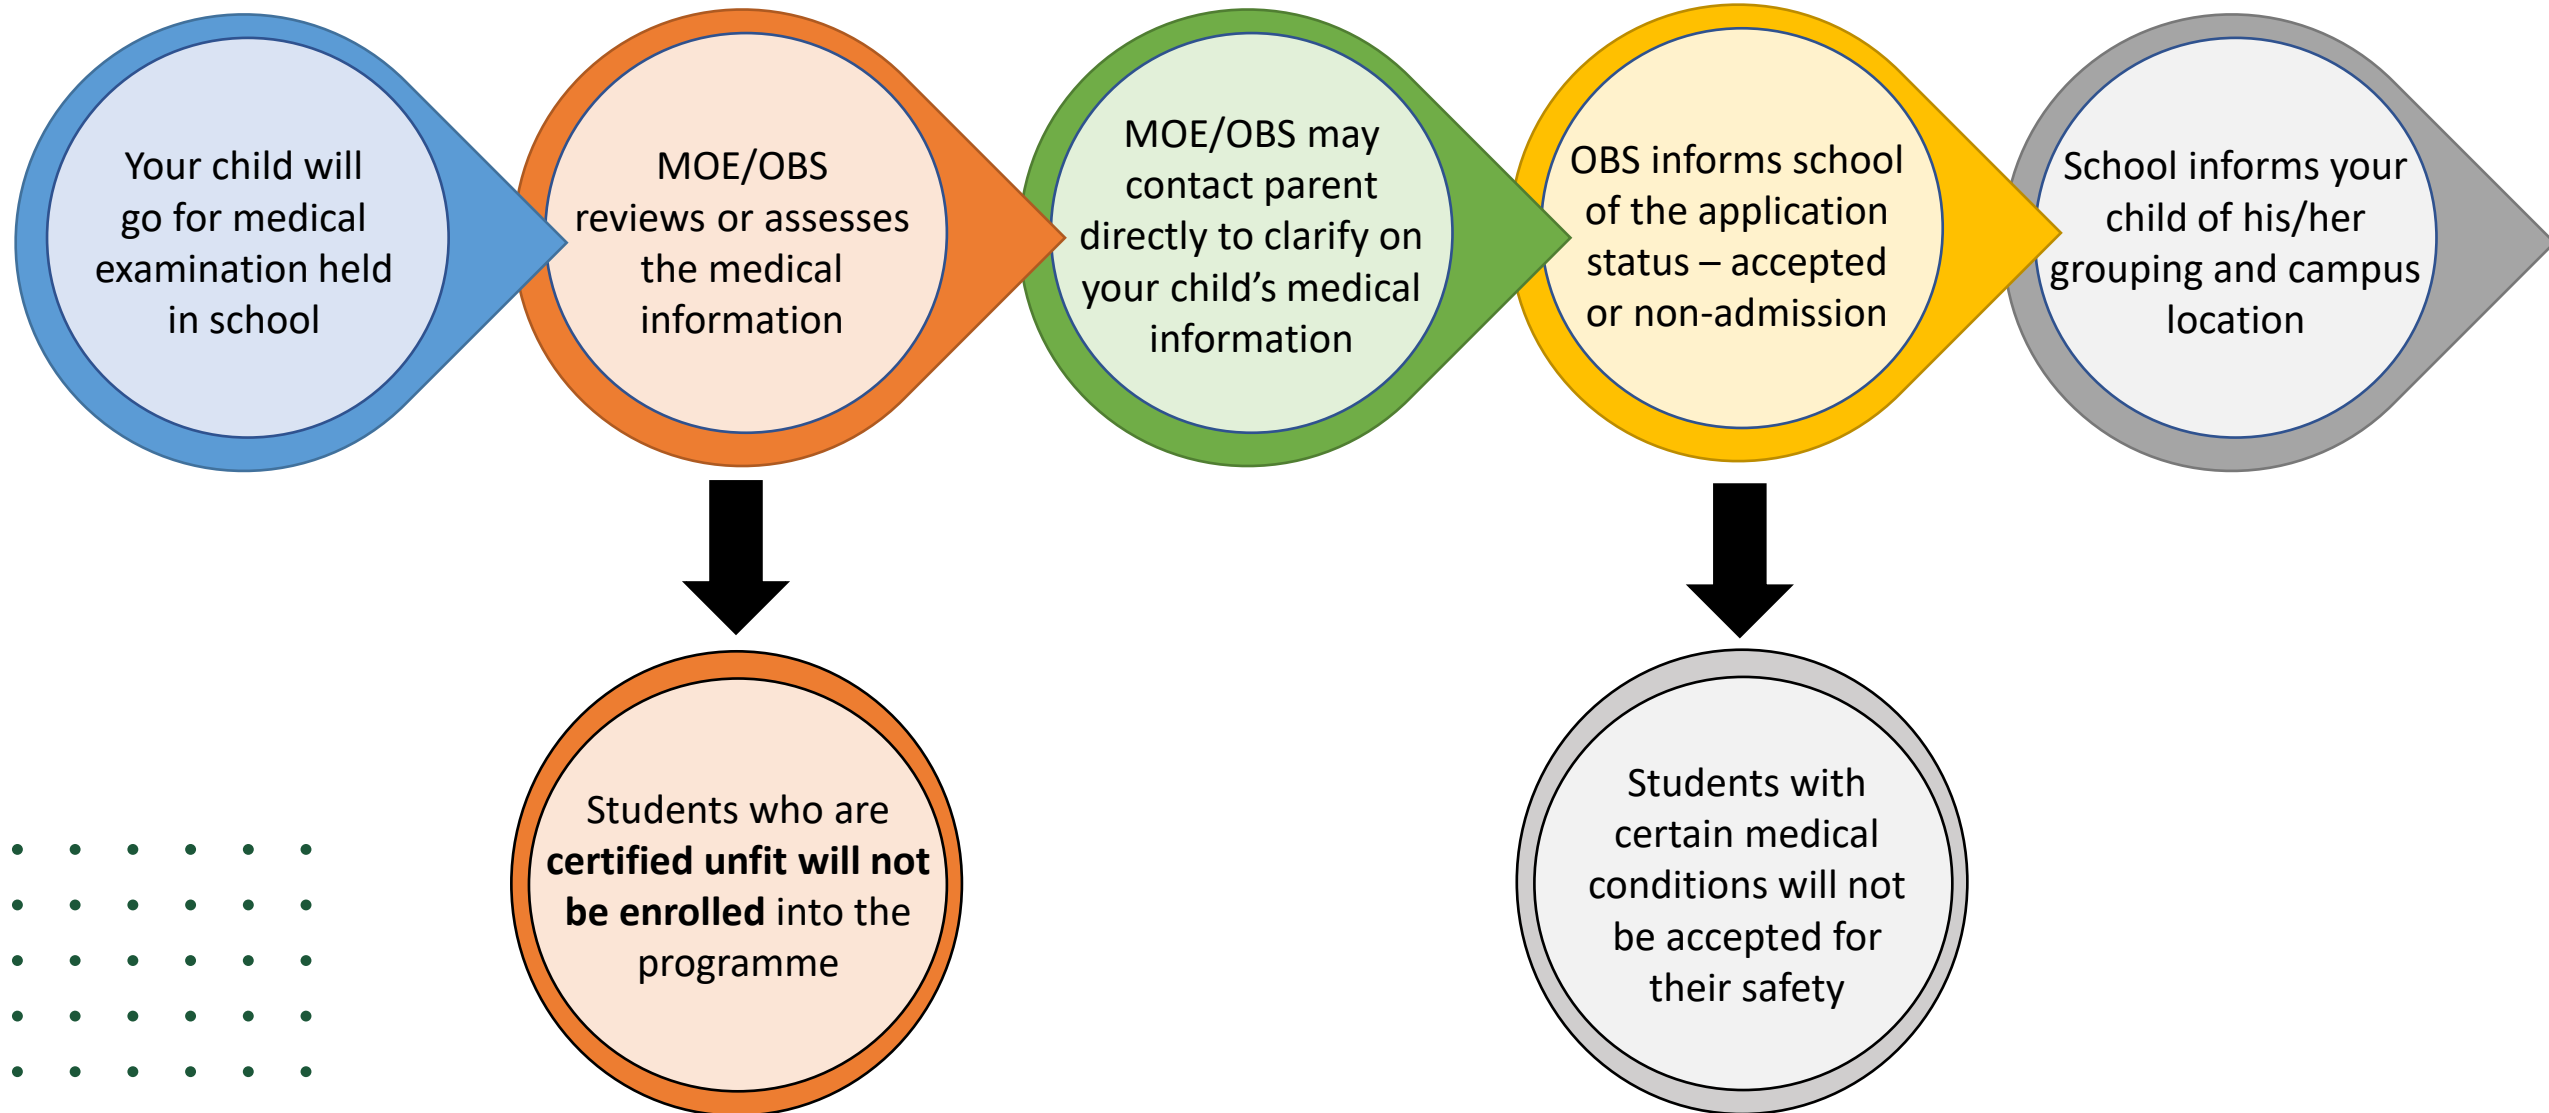 Your child will
go for medical
examination held
in school
MOE/OBS
reviews or assesses
the medical
information
MOE/OBS may
contact parent
directly to clarify on
your child’s medical
information
OBS informs school
of the application
status – accepted
or non-admission
School informs your
child of his/her
grouping and campus
location
Students who are
certified unfit will not
be enrolled into the
programme
Students with
certain medical
conditions will not
be accepted for
their safety